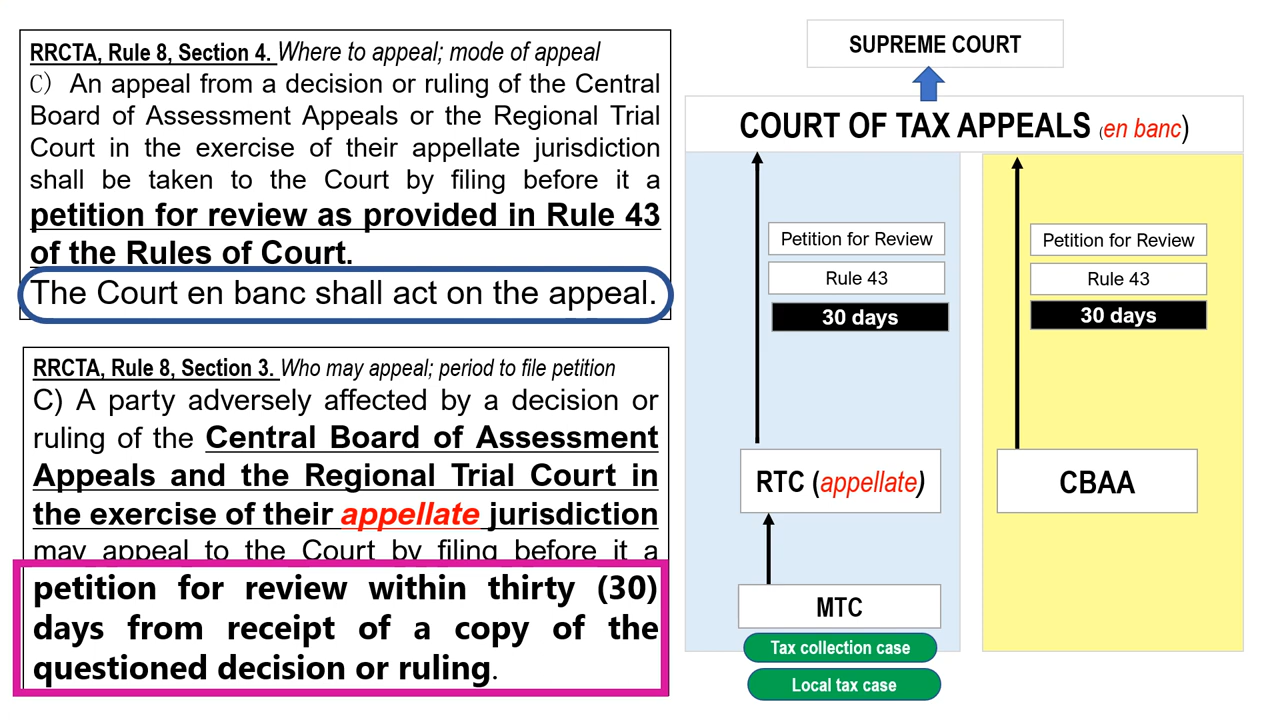 RRCTA, Rule 8, Section 4. Where to appeal; mode of appeal
C) An appeal from a decision or ruling of the Central
Board of Assessment Appeals or the Regional Trial
Court in the exercise of their appellate jurisdiction
shall be taken to the Court by filing before it a
petition for review as provided in Rule 43
of the Rules of Court.
The Court en banc shall act on the appeal.
RRCTA, Rule 8, Section 3. Who may appeal; period to file petition
C) A party adversely affected by a decision or
ruling of the Central Board of Assessment
Appeals and the Regional Trial Court in
the exercise of their appellate jurisdiction
may appeal to the Court by filing before it a
petition for review within thirty (30)
days from receipt of a copy of the
questioned decision or ruling.
SUPREME COURT
COURT OF TAX APPEALS (en banc)
Petition for Review
Rule 43
30 days
RTC (appellate)
MTC
Tax collection case
Local tax case
Petition for Review
Rule 43
30 days
CBAA